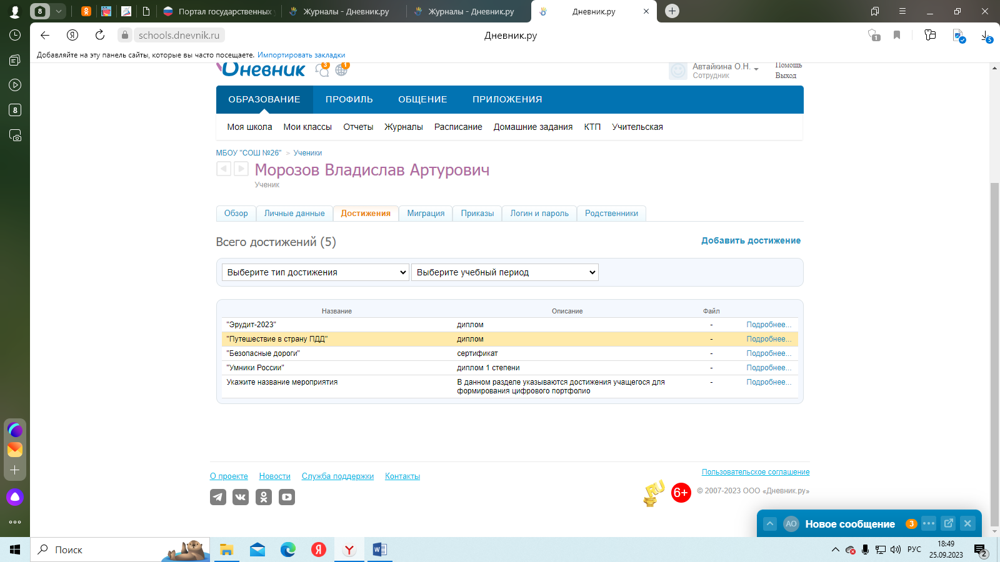 8
Портал государственных
Журналы - Дневник.ру
Журналы - Дневник.ру
Дневник.ру
schools.dnevnik.ru
Дневник.ру
1
5
Добавляйте на эту панель сайты, которые вы часто посещаете. Импортировать закладки
8
Дневник
3
1
Автайкина О.Н.
Сотрудник
Помощь
Выход
ОБРАЗОВАНИЕ ПРОФИЛЬ ОБЩЕНИЕ ПРИЛОЖЕНИЯ
Моя школа Мои классы Отчеты Журналы Расписание Домашние задания КТП Учительская
МБОУ "СОШ №26" > Ученики
Морозов Владислав Артурович
Ученик
Обзор Личные данные Достижения Миграция Приказы Логин и пароль Родственники
Всего достижений (5)
Добавить достижение
Выберите тип достижения Выберите учебный период
Название Описание Файл
"Эрудит-2023" диплом - Подробнее...
"Путешествие в страну ПДД" диплом - Подробнее...
"Безопасные дороги" сертификат - Подробнее...
"Умники России" диплом 1 степени - Подробнее...
Укажите название мероприятия В данном разделе указываются достижения учащегося для - Подробнее...
формирования цифрового портфолио
О проекте Новости Служба поддержки Контакты
Пользовательское соглашение
RU
6+
© 2007-2023 ООО «Дневник.ру»
АО Новое сообщение 3
Поиск
РУС
18:49
25.09.2023
2